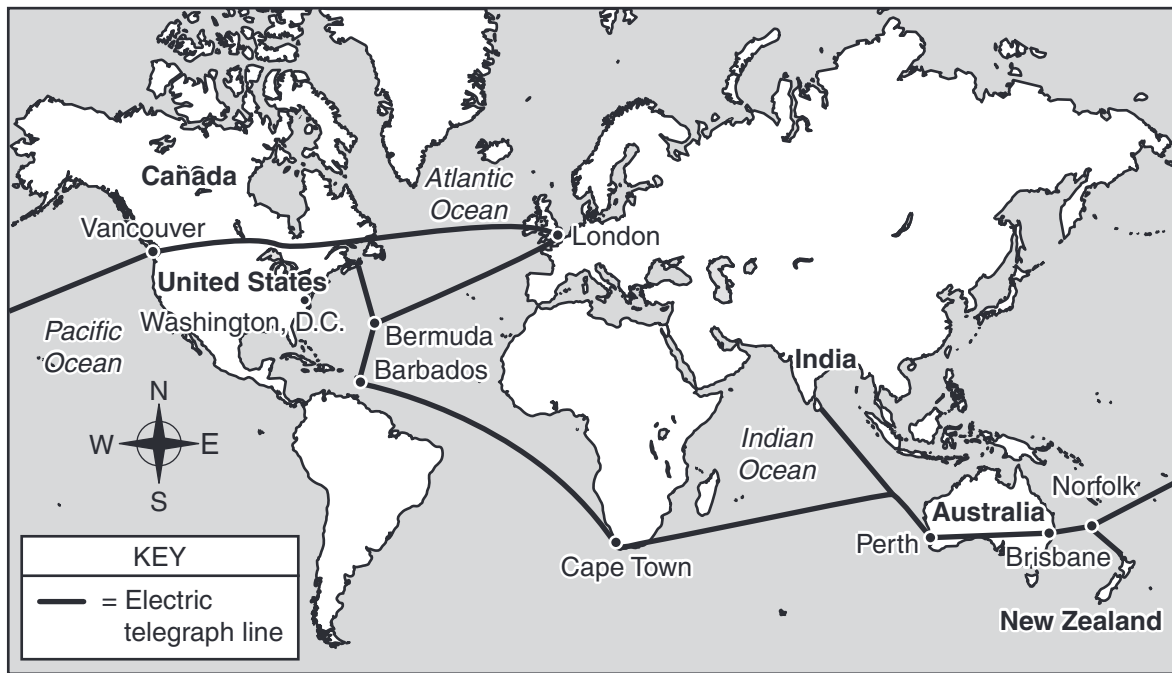 Canada
Atlantic
Ocean
Vancouver
London
United States
Washington, D.C.
Pacific
Ocean
Bermuda
Barbados
India
Indian
Ocean
N
W
E
S
Norfolk
Australia
Perth
Brisbane
Cape Town
New Zealand
KEY
= Electric
telegraph line